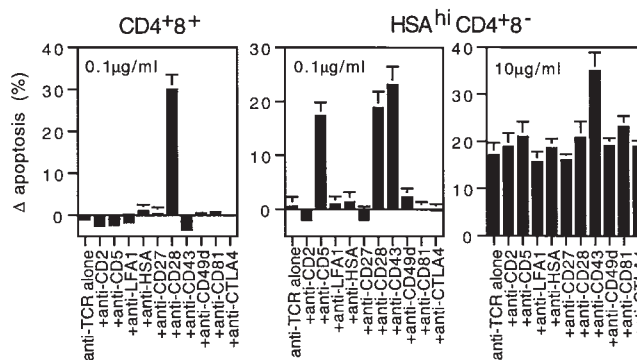 CD4+8+
HSAhi CD4+8-
Δ apoptosis (%)
0.1μg/ml
40
30
20
10
0
anti-TCR alone
+anti-CD2
+anti-CD5
+anti-LFA1
+anti-HSA
+anti-CD27
+anti-CD28
+anti-CD43
+anti-CD49d
+anti-CD81
+anti-CTLA4
0.1μg/ml
30
20
10
0
anti-TCR alone
+anti-CD2
+anti-CD5
+anti-LFA1
+anti-HSA
+anti-CD27
+anti-CD28
+anti-CD43
+anti-CD49d
+anti-CD81
+anti-CTLA4
10μg/ml
40
30
20
10
0
anti-TCR alone
+anti-CD2
+anti-CD5
+anti-LFA1
+anti-HSA
+anti-CD27
+anti-CD28
+anti-CD43
+anti-CD49d
+anti-CD81